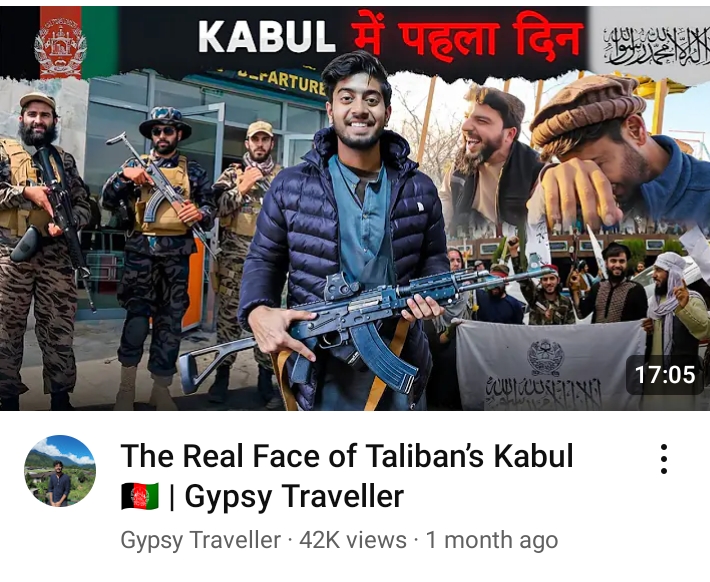 KABUL में पहला दिन
DEPARTURE
17:05
The Real Face of Taliban's Kabul
🇦🇫 | Gypsy Traveller
Gypsy Traveller · 42K views · 1 month ago